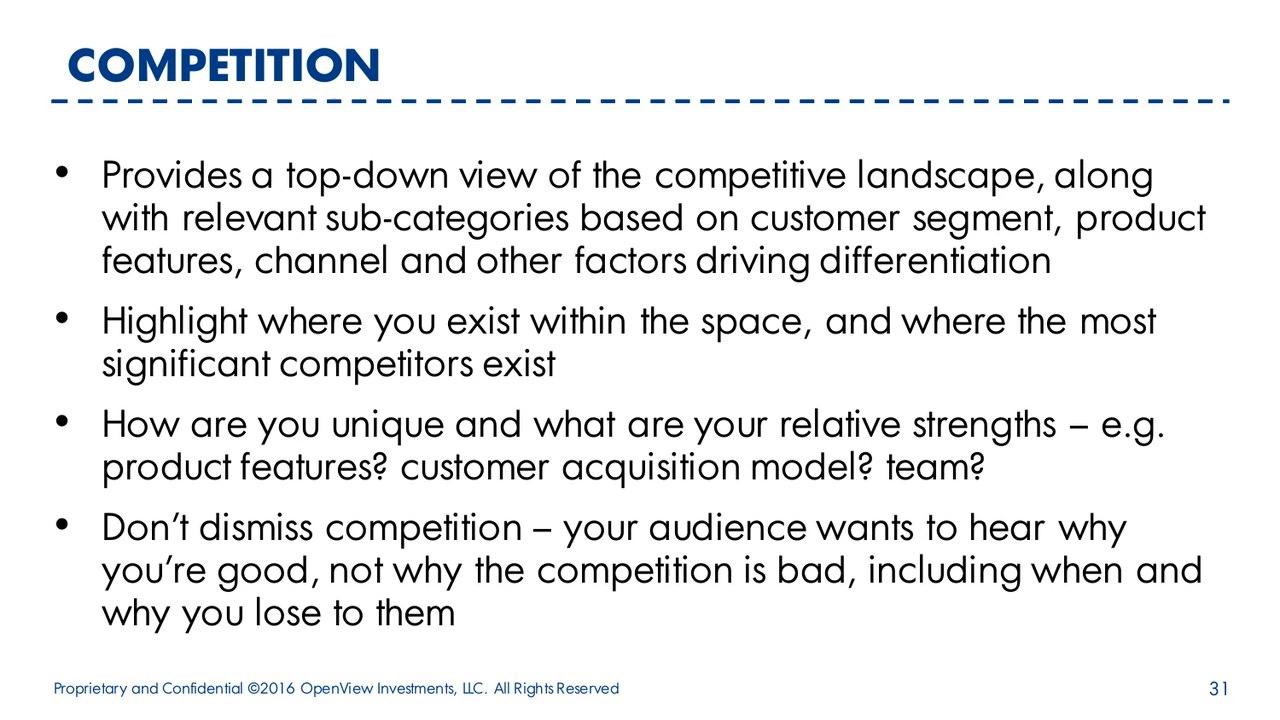 COMPETITION
• Provides a top-down view of the competitive landscape, along
with relevant sub-categories based on customer segment, product
features, channel and other factors driving differentiation
• Highlight where you exist within the space, and where the most
significant competitors exist
• How are you unique and what are your relative strengths – e.g.
product features? customer acquisition model? team?
• Don’t dismiss competition – your audience wants to hear why
you’re good, not why the competition is bad, including when and
why you lose to them
Proprietary and Confidential ©2016 OpenView Investments, LLC. All Rights Reserved
31